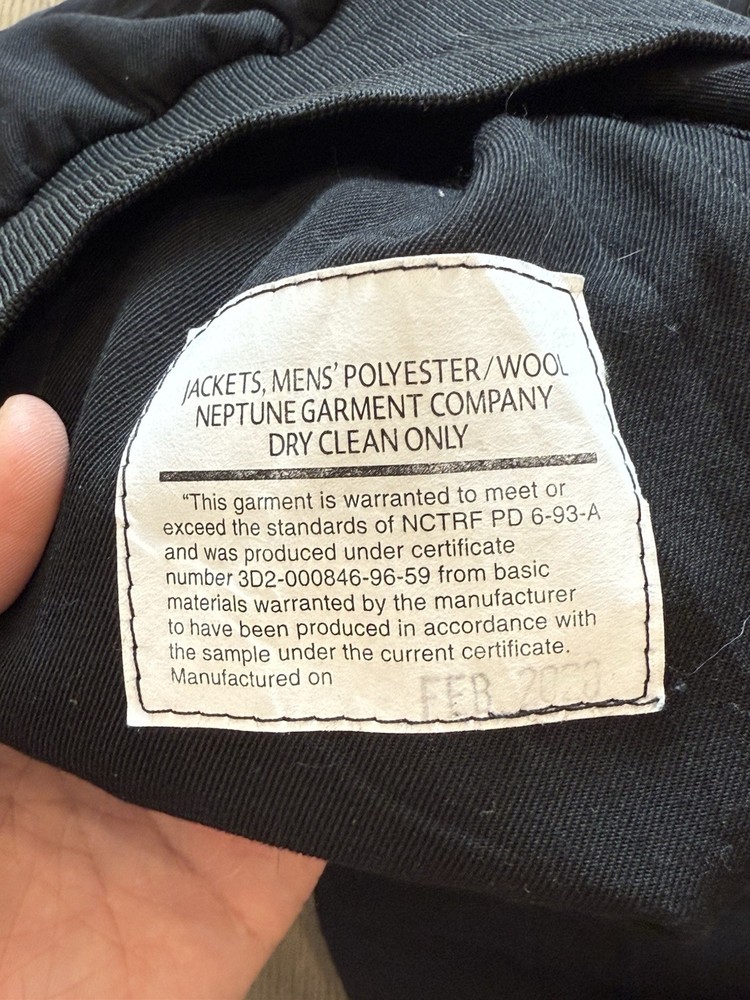 JACKETS, MENS' POLYESTER/WOOL
NEPTUNE GARMENT COMPANY
DRY CLEAN ONLY
"This garment is warranted to meet or
exceed the standards of NCTRF PD 6-93-A
and was produced under certificate
number 3D2-000846-96-59 from basic
materials warranted by the manufacturer
to have been produced in accordance with
the sample under the current certificate.
Manufactured on
FEB